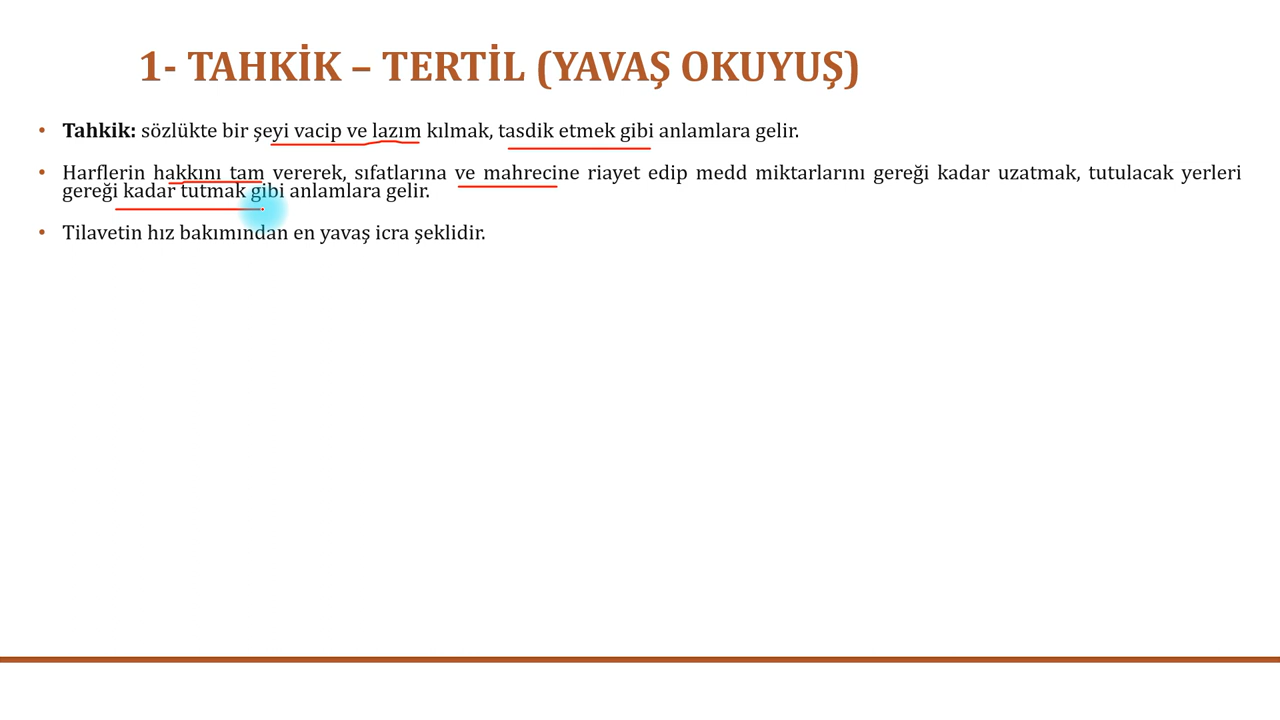 1- TAHKİK – TERTİL (YAVAŞ OKUYUŞ)
• Tahkik: sözlükte bir şeyi vacip ve lazım kılmak, tasdik etmek gibi anlamlara gelir.
• Harflerin hakkını tam vererek, sıfatlarına ve mahrecine riayet edip medd miktarlarını gereği kadar uzatmak, tutulacak yerleri
gereği kadar tutmak gibi anlamlara gelir.
• Tilavetin hız bakımından en yavaş icra şeklidir.